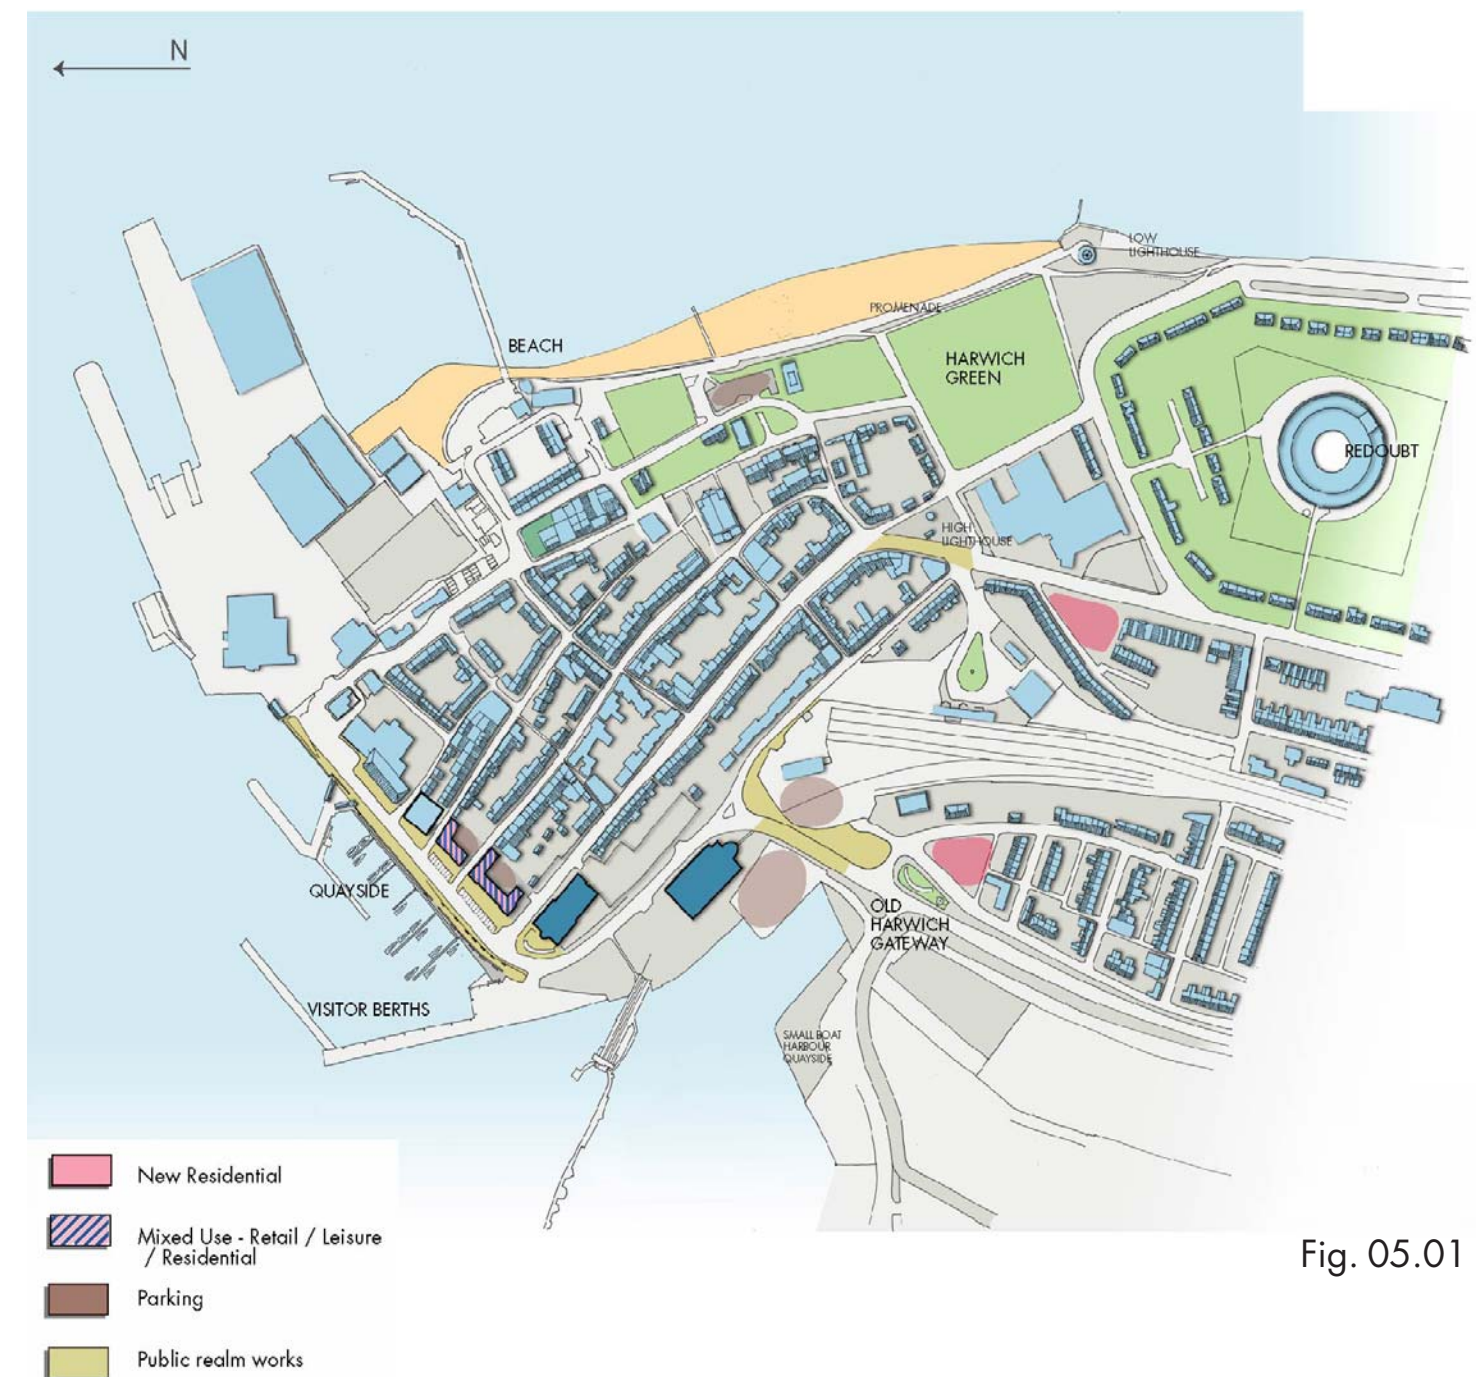 N
LOW
LIGHTHOUSE
PROMENADE
BEACH
HARWICH
GREEN
REDOUBT
HIGH
LIGHTHOUSE
QUAYSIDE
OLD
HARWICH
GATEWAY
VISITOR BERTHS
SMALL BOAT
HARBOUR
QUAYSIDE
New Residential
Mixed Use - Retail / Leisure
/ Residential
Parking
Public realm works
Fig. 05.01